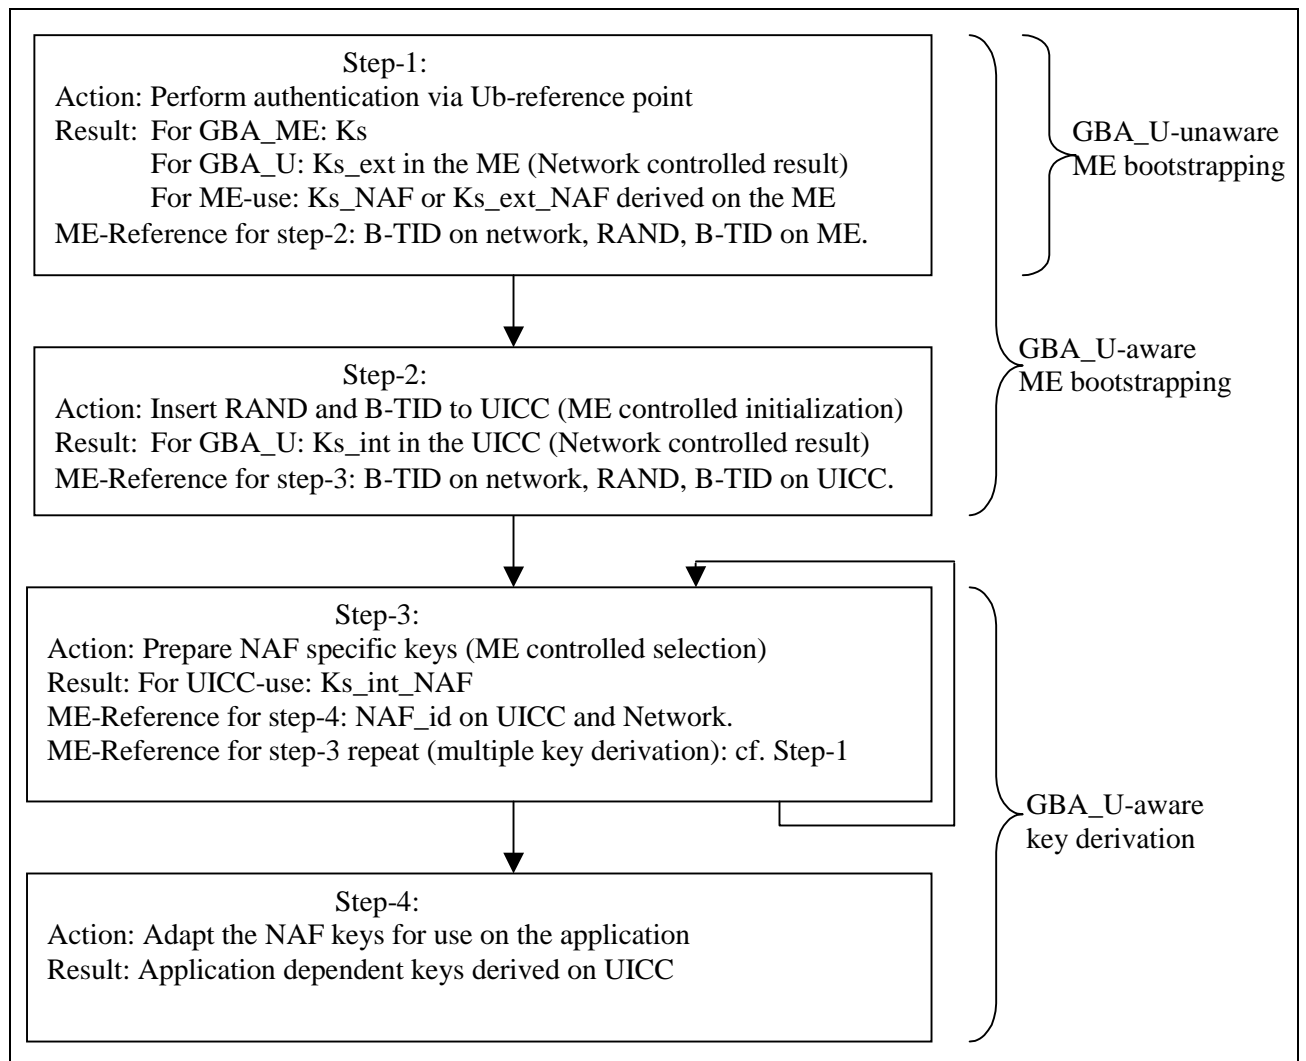 Step-1:
Action: Perform authentication via Ub-reference point
Result: For GBA_ME: Ks
For GBA_U: Ks_ext in the ME (Network controlled result)
For ME-use: Ks_NAF or Ks_ext_NAF derived on the ME
ME-Reference for step-2: B-TID on network, RAND, B-TID on ME.
GBA_U-unaware
ME bootstrapping
Step-2:
Action: Insert RAND and B-TID to UICC (ME controlled initialization)
Result: For GBA_U: Ks_int in the UICC (Network controlled result)
ME-Reference for step-3: B-TID on network, RAND, B-TID on UICC.
GBA_U-aware
ME bootstrapping
Step-3:
Action: Prepare NAF specific keys (ME controlled selection)
Result: For UICC-use: Ks_int_NAF
ME-Reference for step-4: NAF_id on UICC and Network.
ME-Reference for step-3 repeat (multiple key derivation): cf. Step-1
GBA_U-aware
key derivation
Step-4:
Action: Adapt the NAF keys for use on the application
Result: Application dependent keys derived on UICC